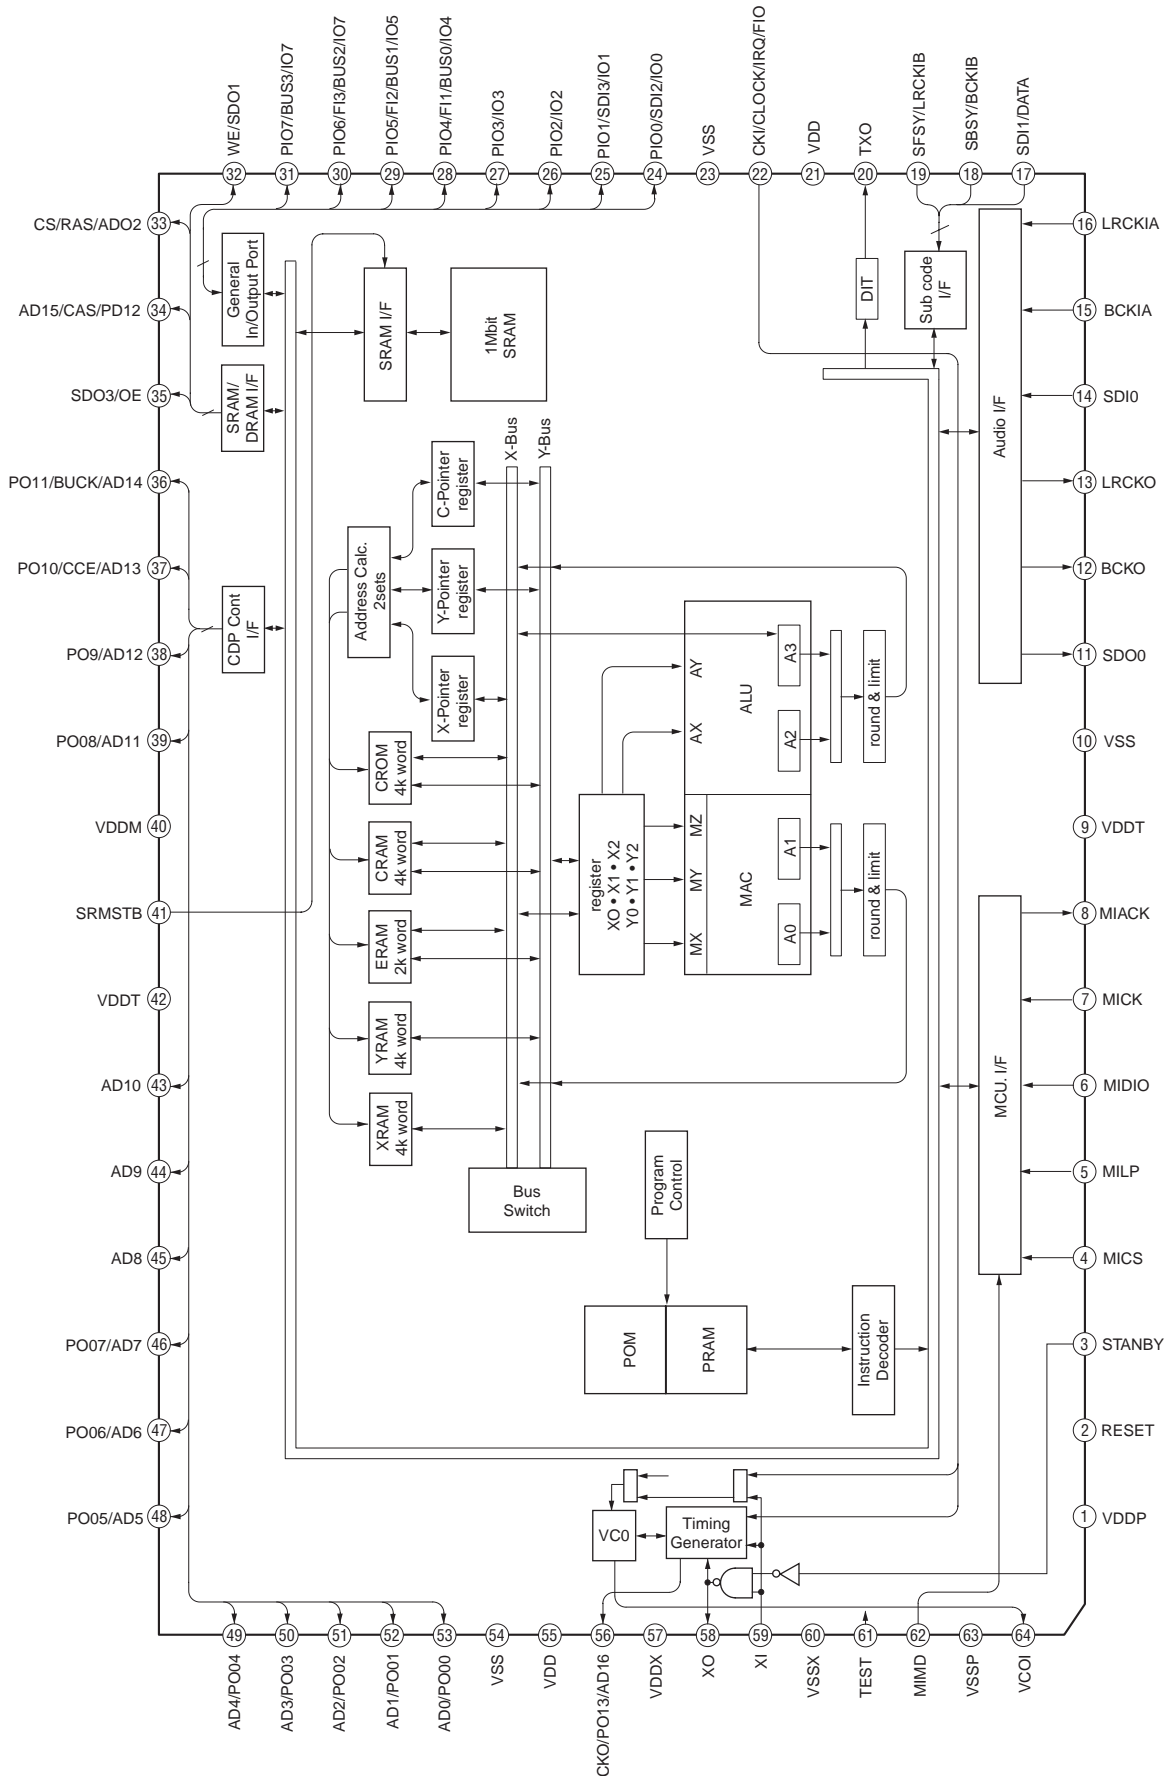 WE/SDO1
PIO7/BUS3/IO7
PIO6/FI3/BUS2/IO7
PIO5/FI2/BUS1/IO5
PIO4/FI1/BUS0/IO4
PIO3/IO3
PIO2/IO2
PIO1/SDI3/IO1
PIO0/SDI2/IO0
VSS
CKI/CLOCK/IRQ/FIO
VDD
TXO
SFSY/LRCKIB
SBSY/BCKIB
SDI1/DATA
32
31
30
29
28
27
26
25
24
23
22
21
20
19
18
17
CS/RAS/ADO2
33
AD15/CAS/PD12
34
SDO3/OE
35
PO11/BUCK/AD14
36
PO10/CCE/AD13
37
PO9/AD12
38
PO08/AD11
39
VDDM
40
SRMSTB
41
VDDT
42
AD10
43
AD9
44
AD8
45
PO07/AD7
46
PO06/AD6
47
PO05/AD5
48
General
In/Output Port
SRAM/
DRAM I/F
CDP Cont
I/F
SRAM I/F
1Mbit
SRAM
DIT
Sub code
I/F
Audio I/F
X-Bus
Y-Bus
C-Pointer
register
Y-Pointer
register
X-Pointer
register
Address Calc.
2sets
CROM
4k word
CRAM
4k word
ERAM
2k word
YRAM
4k word
XRAM
4k word
register
XO • X1 • X2
Y0 • Y1 • Y2
AY
AX
ALU
A3
A2
MZ
MY
MX
MAC
A1
A0
round & limit
round & limit
Bus
Switch
Program
Control
POM
PRAM
Instruction
Decoder
MCU. I/F
VC0
Timing
Generator
16
LRCKIA
15
BCKIA
14
SDI0
13
LRCKO
12
BCKO
11
SDO0
10
VSS
9
VDDT
8
MIACK
7
MICK
6
MIDIO
5
MILP
4
MICS
3
STANBY
2
RESET
1
VDDP
49
50
51
52
53
54
55
56
57
58
59
60
61
62
63
64
AD4/PO04
AD3/PO03
AD2/PO02
AD1/PO01
AD0/PO00
VSS
VDD
CKO/PO13/AD16
VDDX
XO
XI
VSSX
TEST
MIMD
VSSP
VCOI